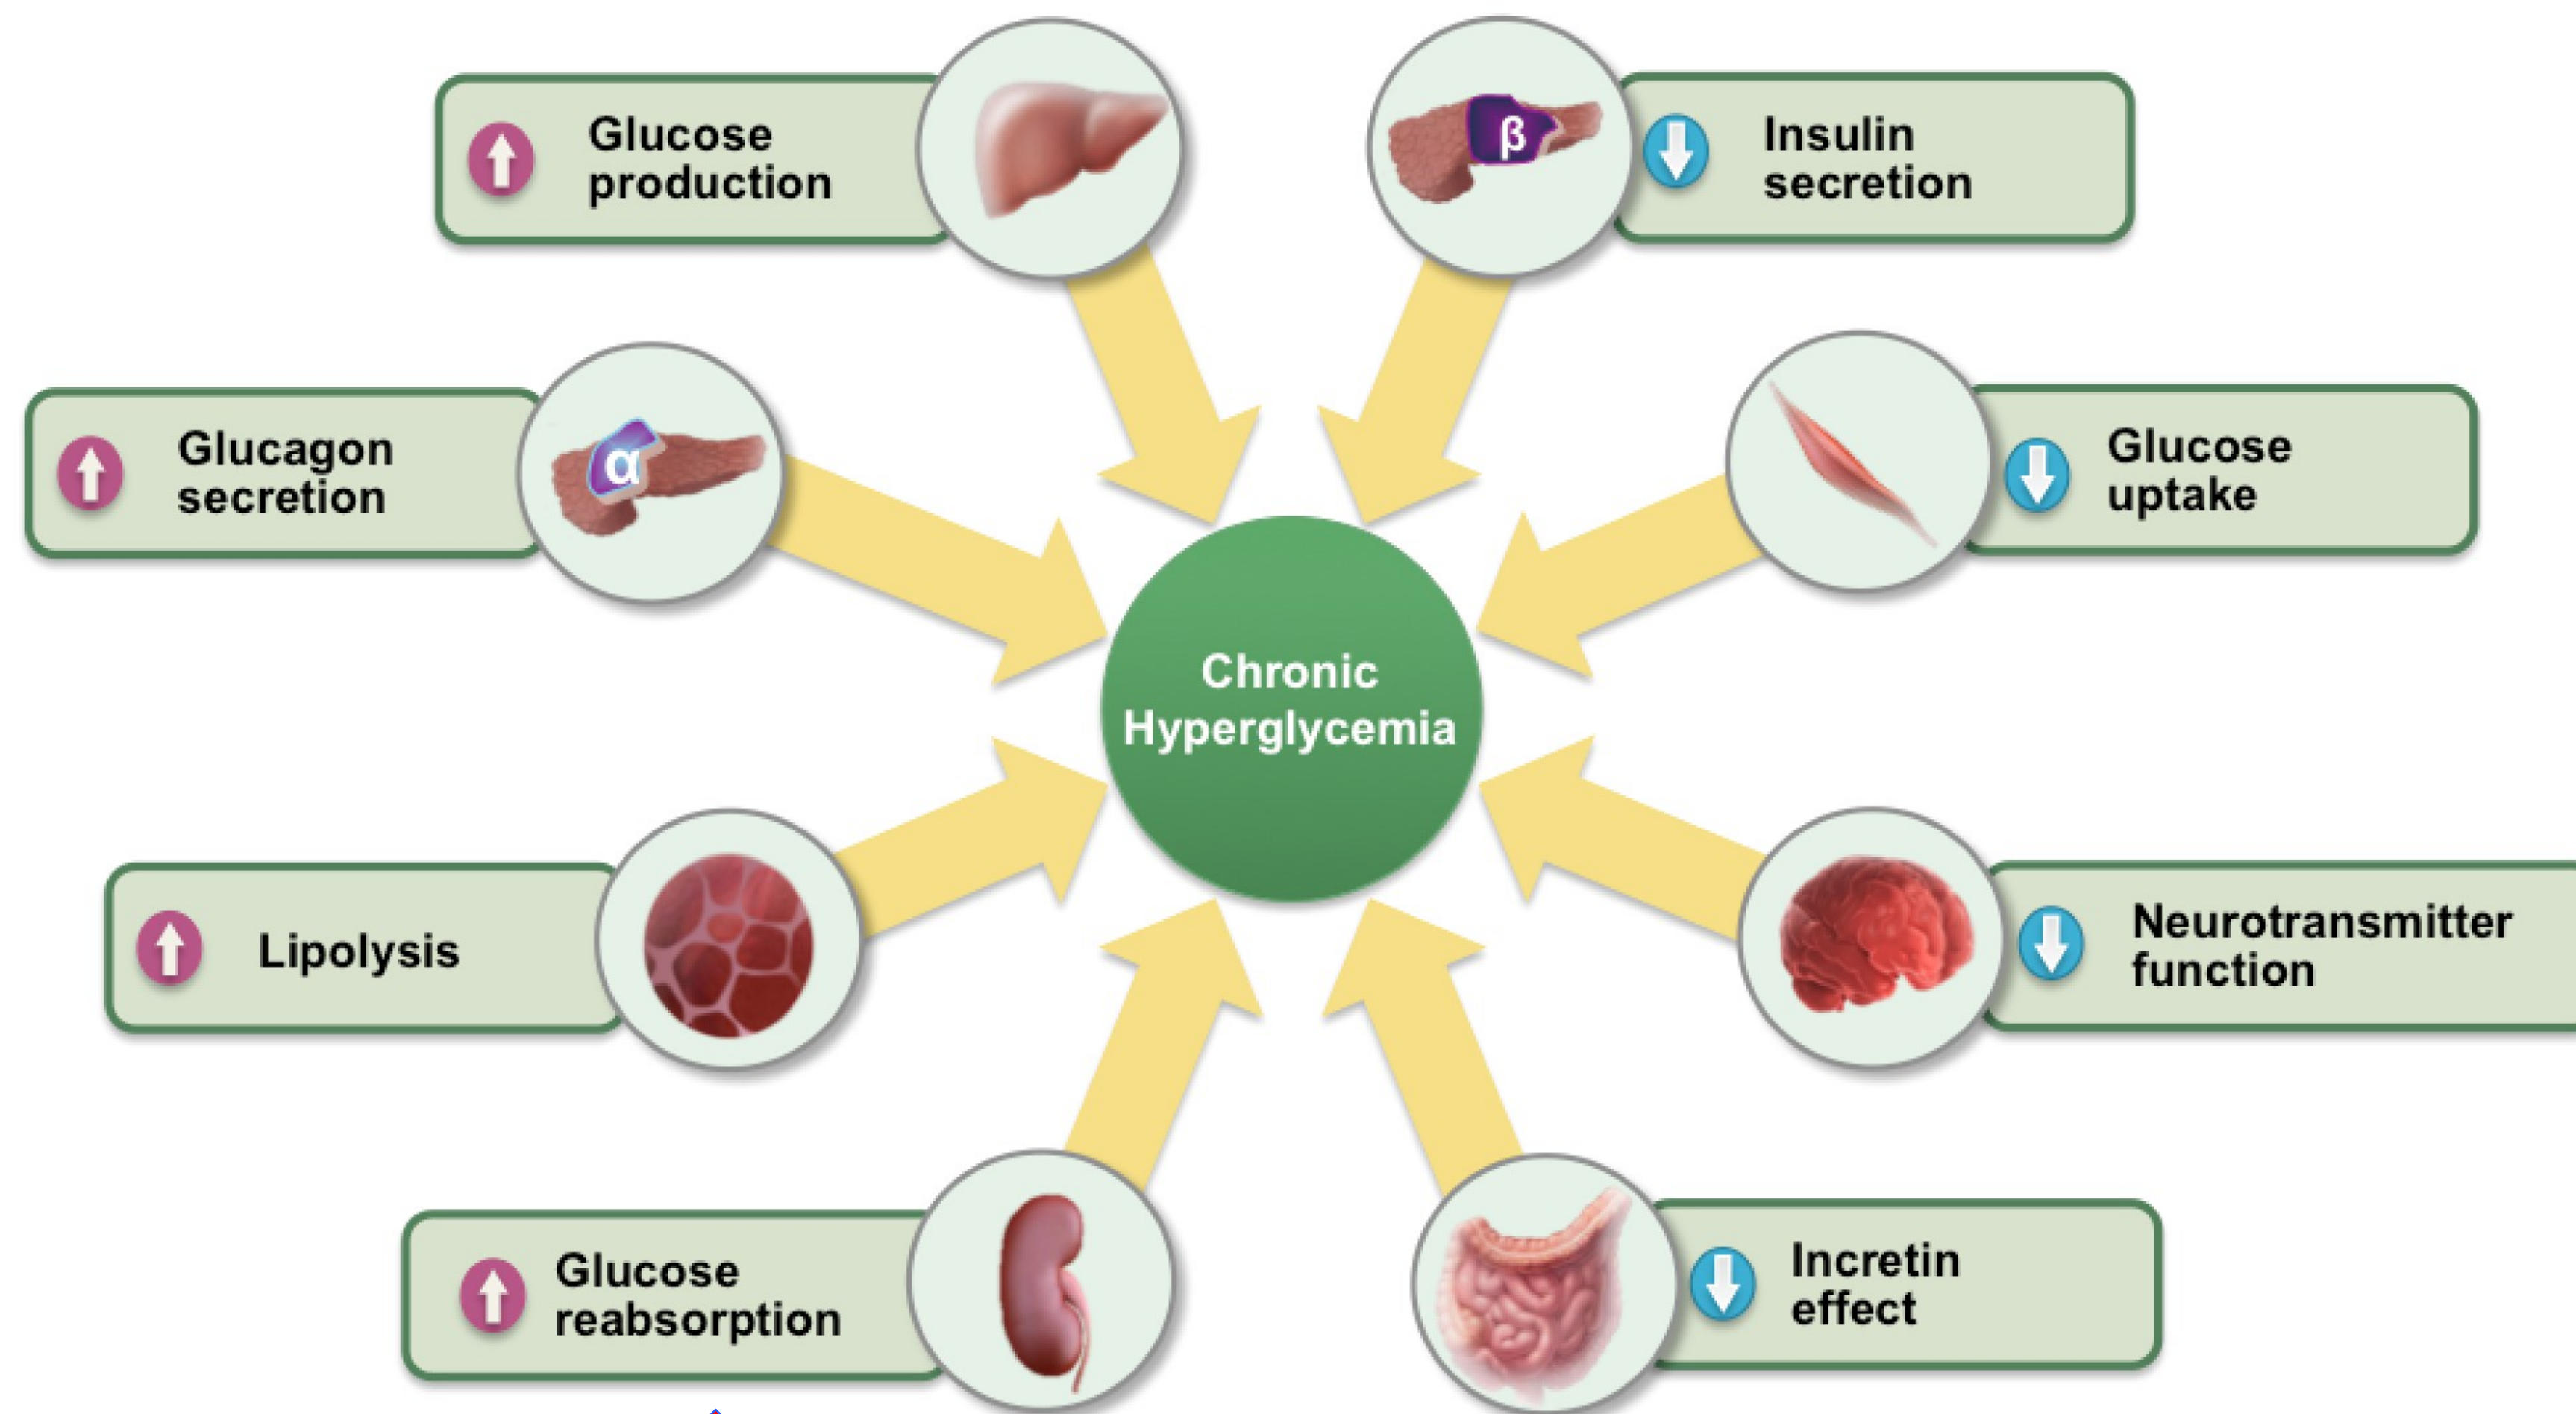 Glucose
production
β
Insulin
secretion
Glucagon
secretion
α
Glucose
uptake
Chronic
Hyperglycemia
Lipolysis
Neurotransmitter
function
Glucose
reabsorption
Incretin
effect